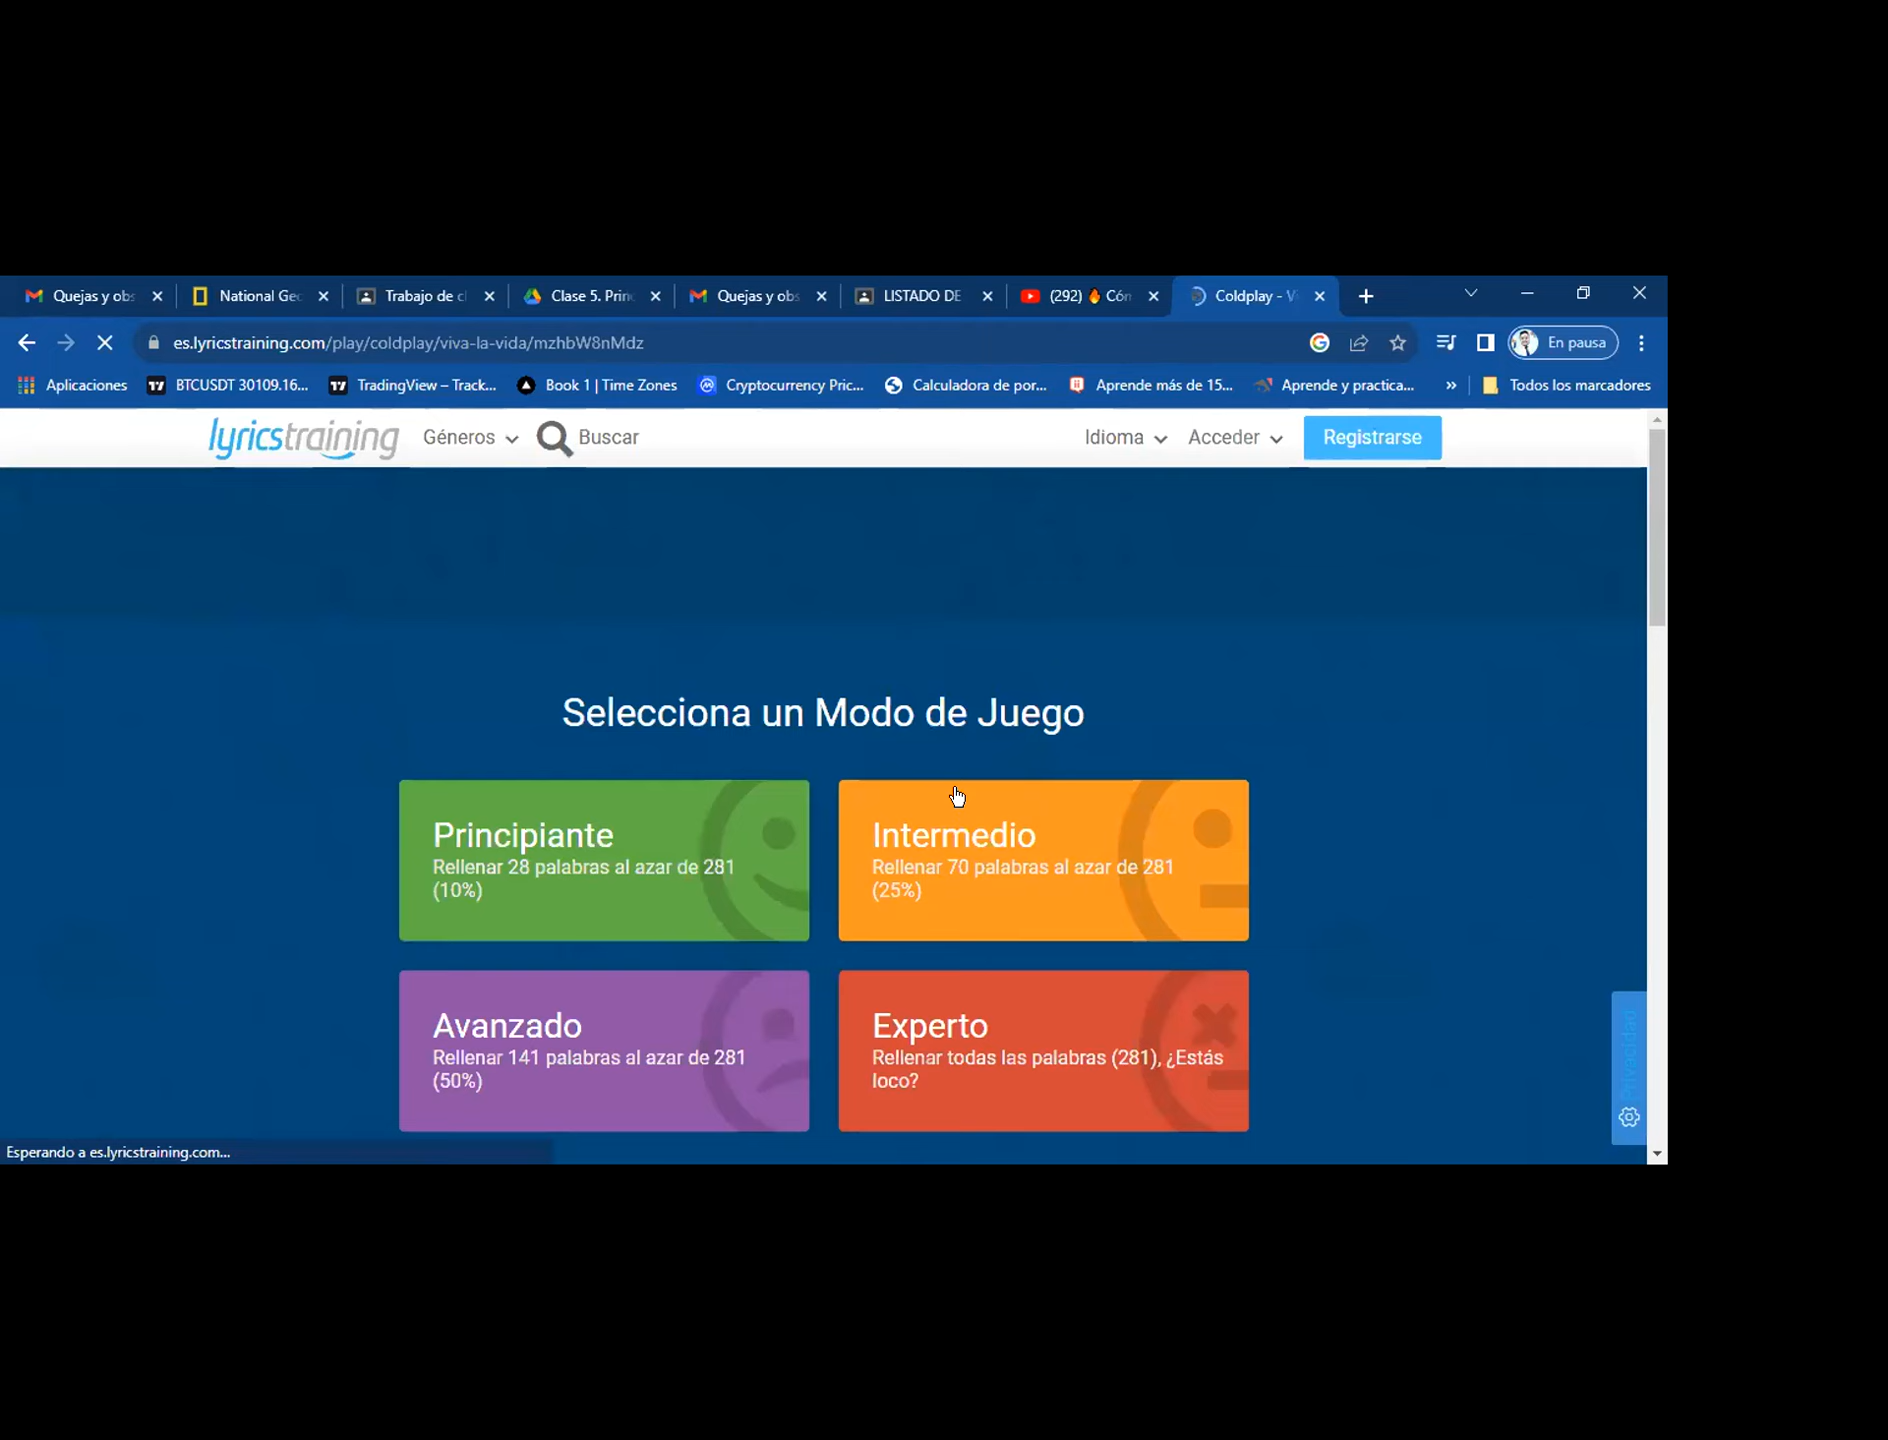 Quejas y obs
National Geo
Trabajo de cl
Clase 5. Prin
Quejas y obs
LISTADO DE
(292) 🔥 Cón
Coldplay - Vi
es.lyricstraining.com/play/coldplay/viva-la-vida/mzhbW8nMdz
En pausa
Aplicaciones
BTCUSDT 30109.16...
TradingView – Track...
Book 1 | Time Zones
Cryptocurrency Pric...
Calculadora de por...
Aprende más de 15...
Aprende y practica...
»
Todos los marcadores
lyricstraining
Géneros
Buscar
Idioma
Acceder
Registrarse
Selecciona un Modo de Juego
Principiante
Rellenar 28 palabras al azar de 281
(10%)
Intermedio
Rellenar 70 palabras al azar de 281
(25%)
Avanzado
Rellenar 141 palabras al azar de 281
(50%)
Experto
Rellenar todas las palabras (281), ¿Estás
loco?
Privacidad
Esperando a es.lyricstraining.com...